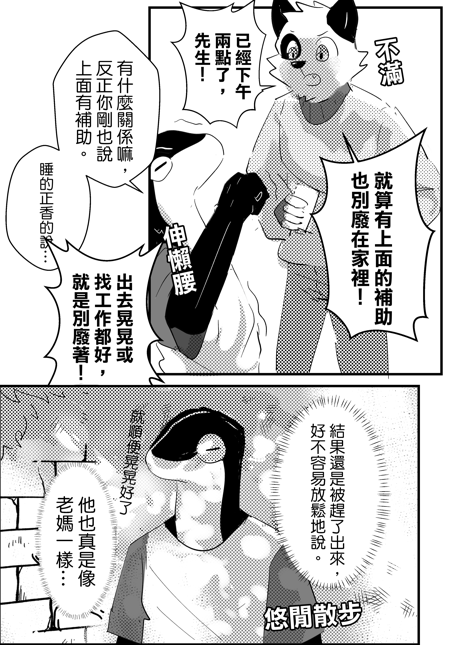 已經下午
兩點了，
先生！
不滿
有什麼關係嘛，
反正你剛也說
上面有補助。
睡的正香的說…
就算有上面的補助
也別廢在家裡！
伸懶腰
出去晃晃或
找工作都好，
就是別廢著！
結果還是被趕了出來，
好不容易放鬆地說。
就順便晃晃好了
他也真是像
老媽一樣…
悠閒散步